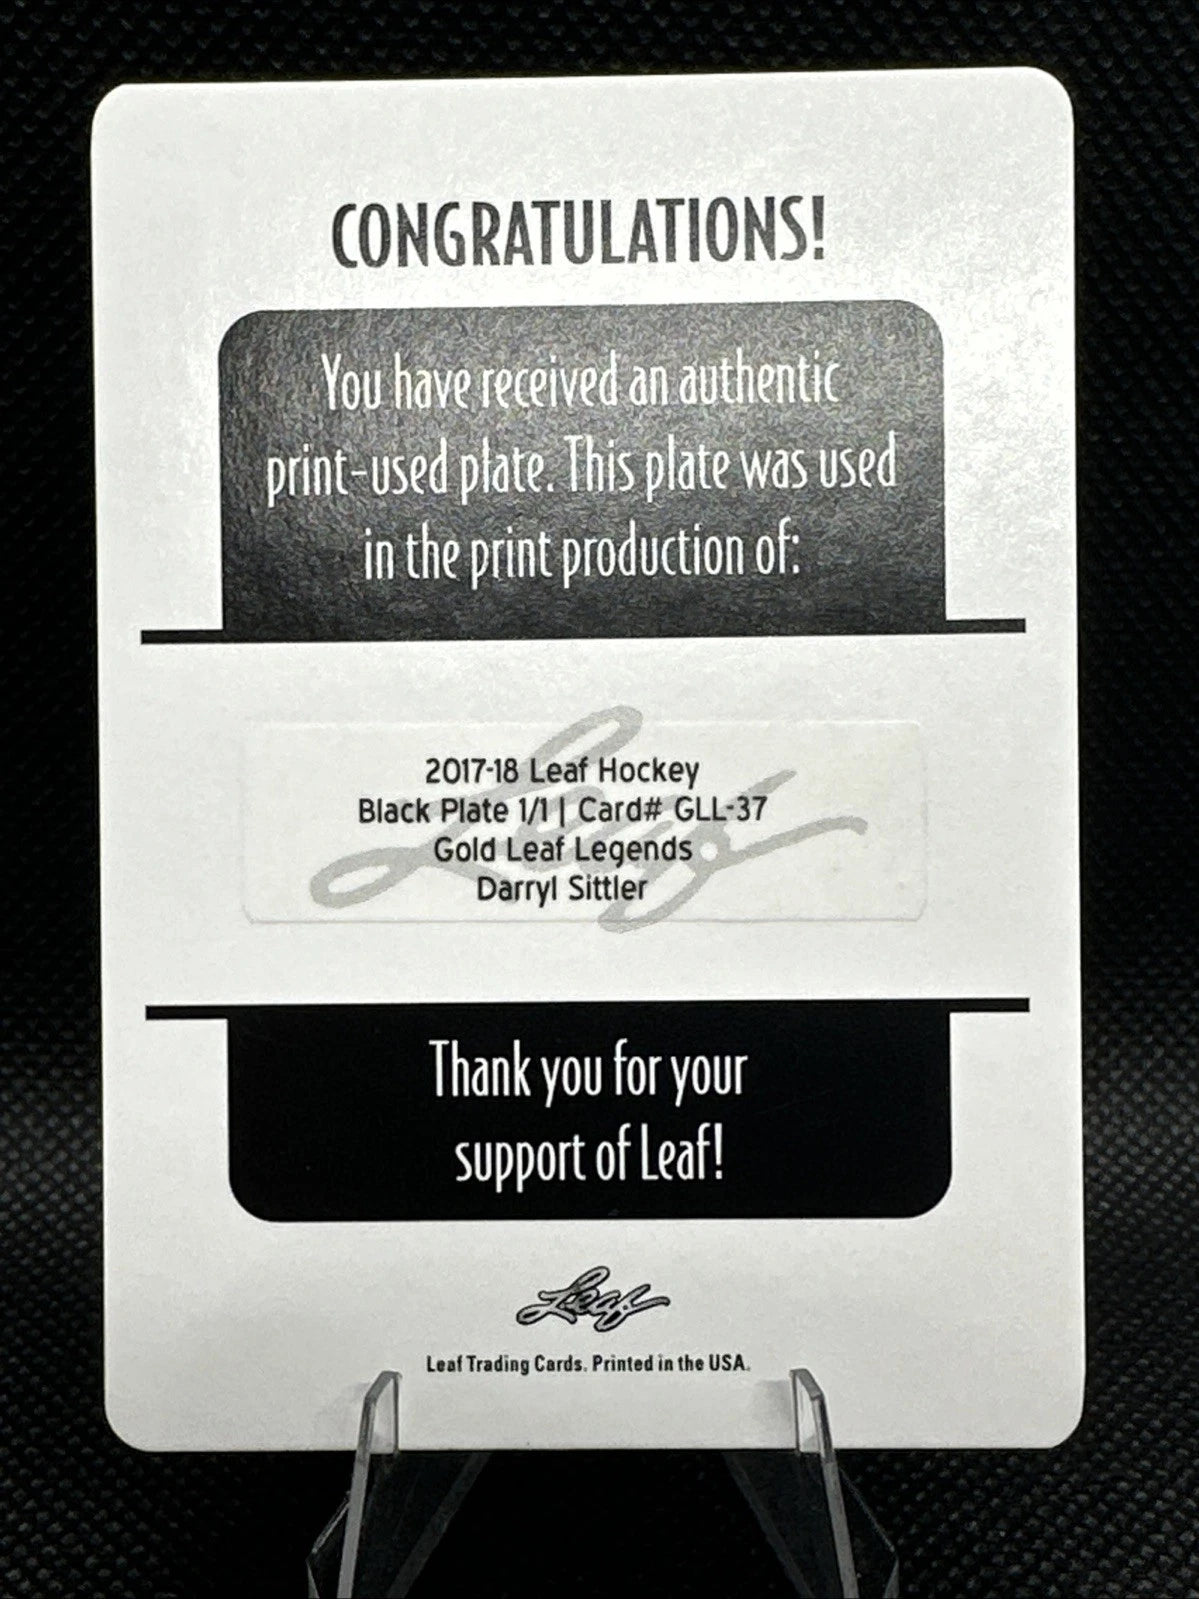 CONGRATULATIONS!
You have received an authentic
print-used plate. This plate was used
in the print production of:
2017-18 Leaf Hockey
Black Plate 1/1 | Card# GLL-37
Gold Leaf Legends
Darryl Sittler
Leaf
Thank you for your
support of Leaf!
Leaf
Leaf Trading Cards. Printed in the USA.